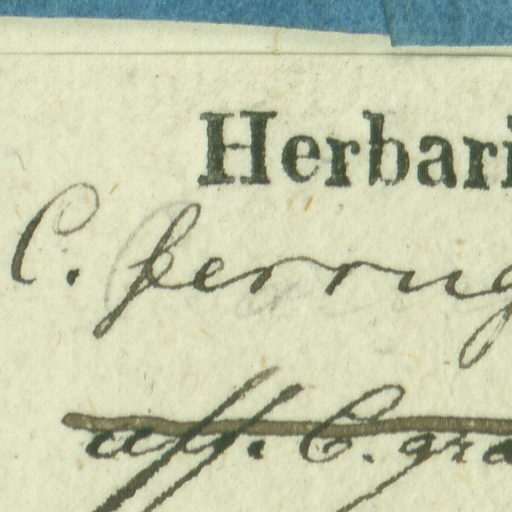 Herbari
C. ferrug
aff. C. gra